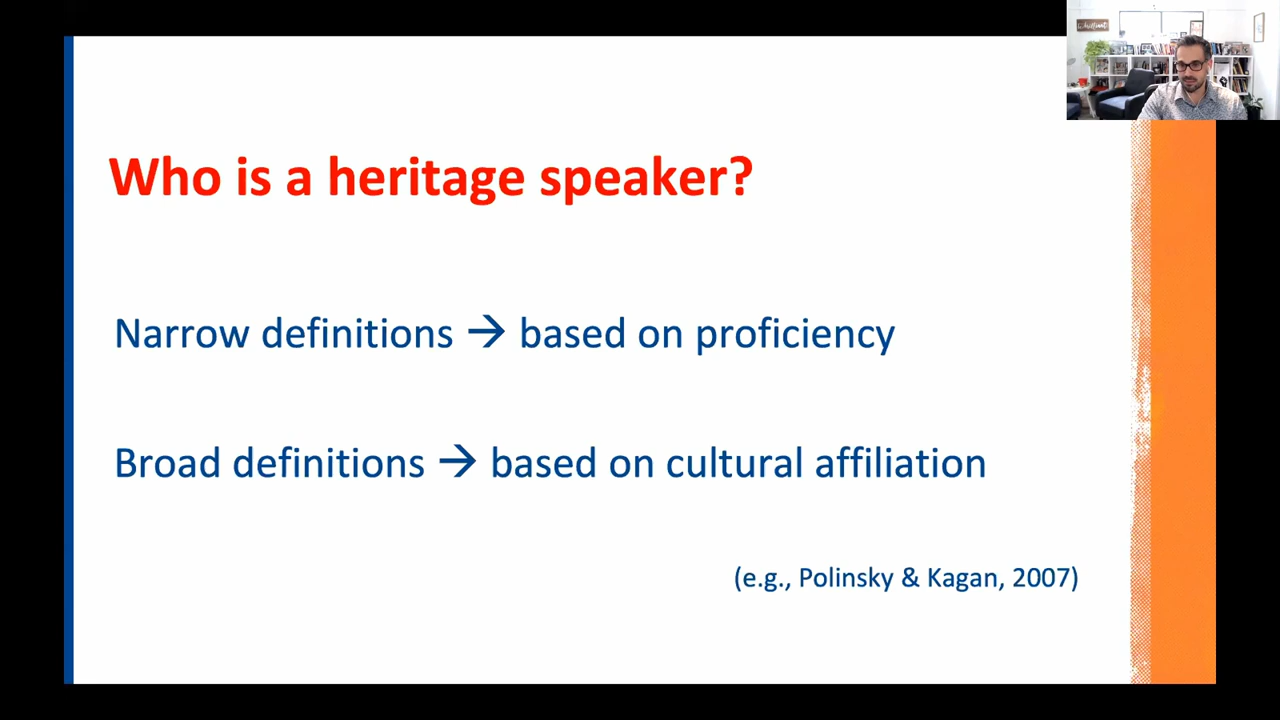 Who is a heritage speaker?
Narrow definitions → based on proficiency
Broad definitions → based on cultural affiliation
(e.g., Polinsky & Kagan, 2007)